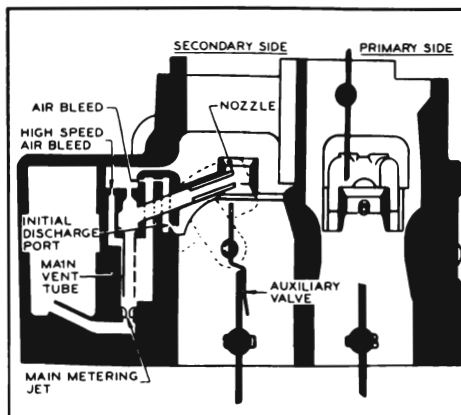 SECONDARY SIDE
PRIMARY SIDE
AIR BLEED
NOZZLE
HIGH SPEED
AIR BLEED
INITIAL
DISCHARGE
PORT
MAIN
VENT
TUBE
AUXILIARY
VALVE
MAIN METERING
JET